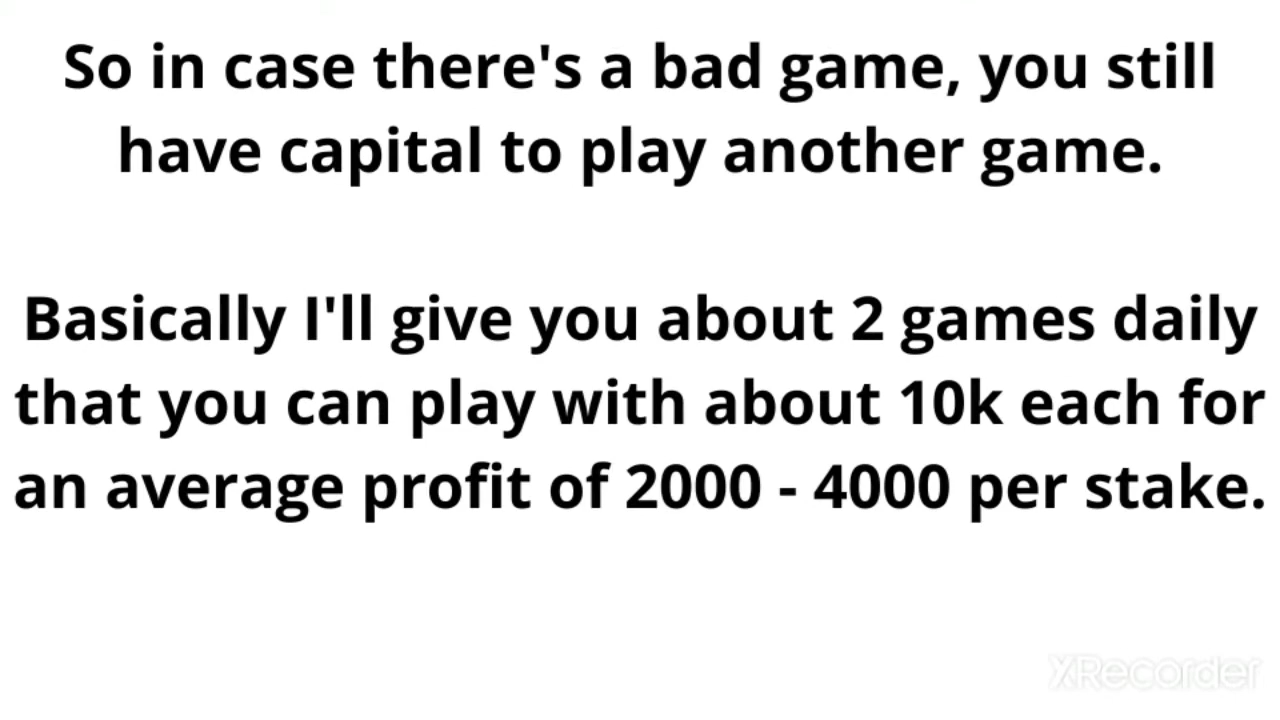 So in case there's a bad game, you still
have capital to play another game.
Basically I'll give you about 2 games daily
that you can play with about 10k each for
an average profit of 2000 - 4000 per stake.
XRecorder